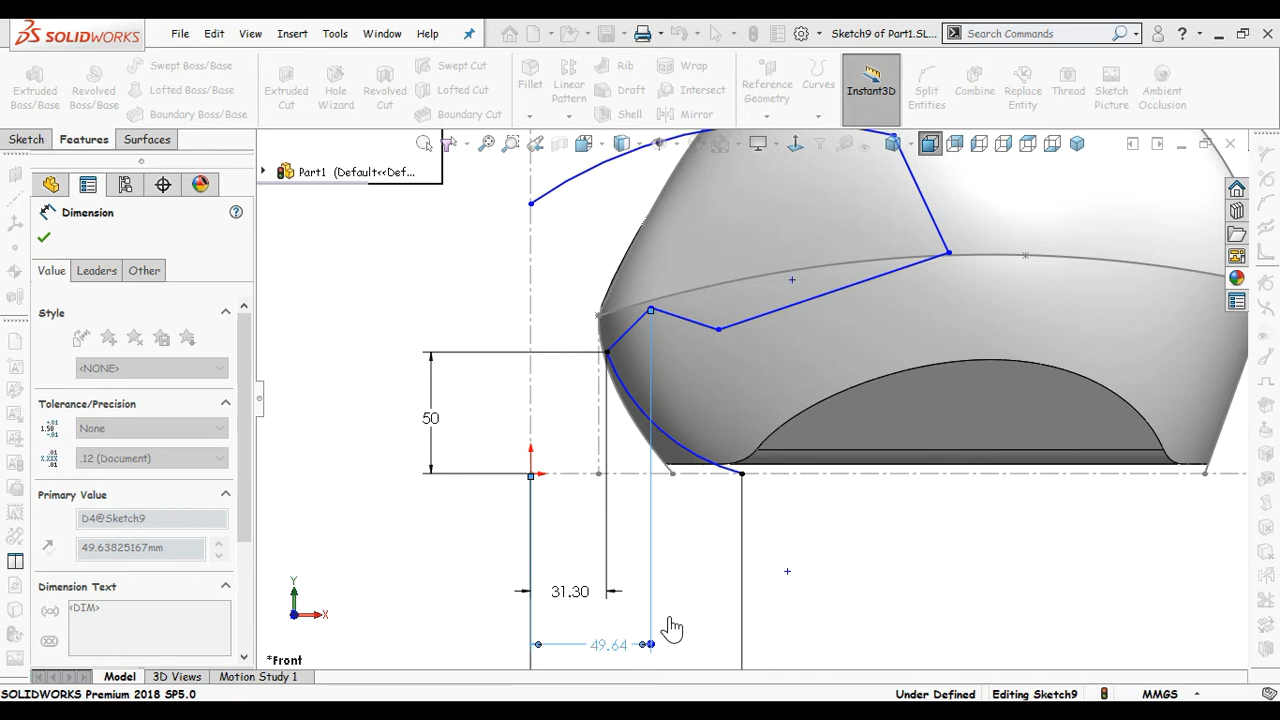 SOLIDWORKS
File Edit View Insert Tools Window Help
Sketch9 of Part1.SL...
Search Commands
Extruded Boss/Base
Revolved Boss/Base
Swept Boss/Base
Lofted Boss/Base
Boundary Boss/Base
Extruded Cut
Hole Wizard
Revolved Cut
Swept Cut
Lofted Cut
Boundary Cut
Fillet
Linear Pattern
Rib
Draft
Shell
Wrap
Intersect
Mirror
Reference Geometry
Curves
Instant3D
Split Entities
Combine
Replace Entity
Thread
Sketch Picture
Ambient Occlusion
Sketch Features Surfaces
Part1 (Default<<Def...
Dimension
Value Leaders Other
Style
<NONE>
Tolerance/Precision
1.50
None
X.XXX
.12 (Document)
Primary Value
D4@Sketch9
49.63825167mm
Dimension Text
(xx)
<DIM>
50
31.30
49.64
Y
X
*Front
Model 3D Views Motion Study 1
SOLIDWORKS Premium 2018 SP5.0
Under Defined
Editing Sketch9
MMGS